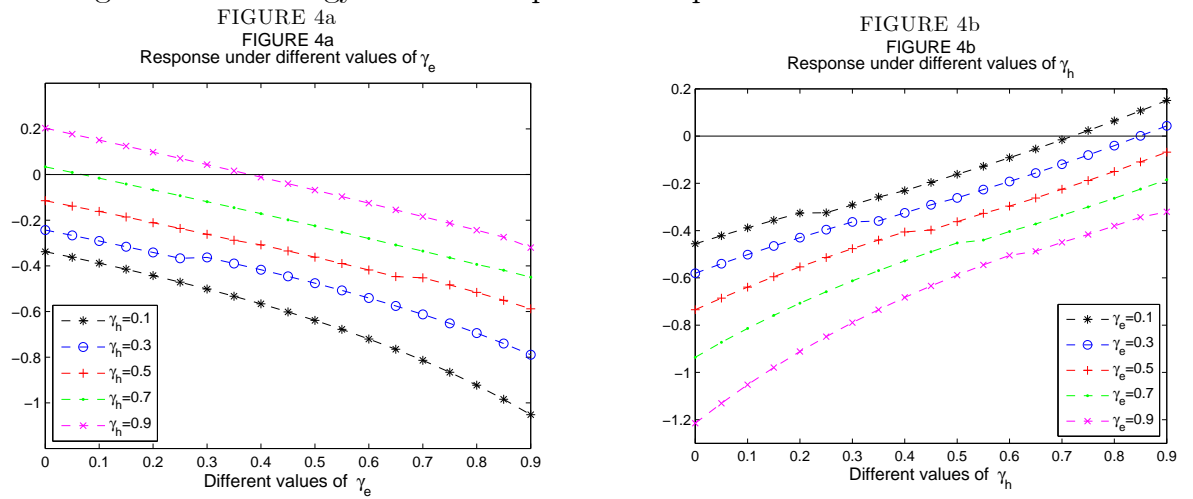 FIGURE 4a
FIGURE 4a
Response under different values of γe
0.2
0
−0.2
−0.4
−0.6
−0.8
−1
γh=0.1
γh=0.3
γh=0.5
γh=0.7
γh=0.9
0 0.1 0.2 0.3 0.4 0.5 0.6 0.7 0.8 0.9
Different values of γe
FIGURE 4b
FIGURE 4b
Response under different values of γh
0.2
0
−0.2
−0.4
−0.6
−0.8
−1
−1.2
γe=0.1
γe=0.3
γe=0.5
γe=0.7
γe=0.9
0 0.1 0.2 0.3 0.4 0.5 0.6 0.7 0.8 0.9
Different values of γh